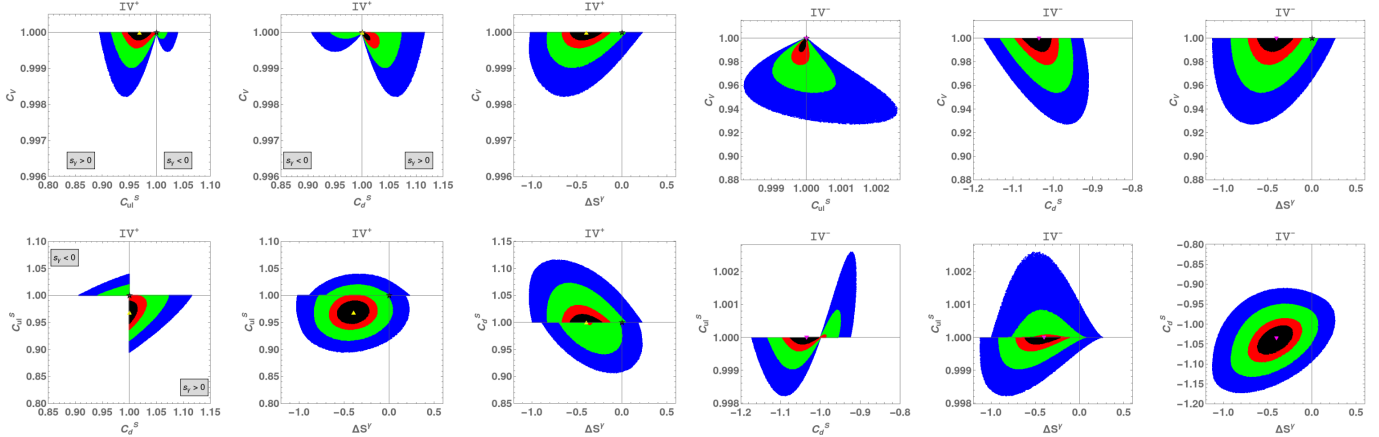 IV⁺
1.000
0.999
0.998
0.997
0.996
C_V
s_γ > 0
s_γ < 0
0.80 0.85 0.90 0.95 1.00 1.05 1.10
C_ul^S
IV⁺
1.000
0.999
0.998
0.997
0.996
C_V
s_γ < 0
s_γ > 0
0.85 0.90 0.95 1.00 1.05 1.10 1.15
C_d^S
IV⁺
1.000
0.999
0.998
0.997
0.996
C_V
-1.0 -0.5 0.0 0.5
ΔS^γ
IV⁻
1.00
0.98
0.96
0.94
0.92
0.90
0.88
C_V
0.999 1.000 1.001 1.002
C_ul^S
IV⁻
1.00
0.98
0.96
0.94
0.92
0.90
0.88
C_V
-1.2 -1.1 -1.0 -0.9 -0.8
C_d^S
IV⁻
1.00
0.98
0.96
0.94
0.92
0.90
0.88
C_V
-1.0 -0.5 0.0 0.5
ΔS^γ
IV⁺
1.10
1.05
1.00
0.95
0.90
0.85
0.80
C_ul^S
s_γ < 0
s_γ > 0
0.85 0.90 0.95 1.00 1.05 1.10 1.15
C_d^S
IV⁺
1.10
1.05
1.00
0.95
0.90
0.85
0.80
C_ul^S
-1.0 -0.5 0.0 0.5
ΔS^γ
IV⁺
1.15
1.10
1.05
1.00
0.95
0.90
0.85
C_d^S
-1.0 -0.5 0.0 0.5
ΔS^γ
IV⁻
1.002
1.001
1.000
0.999
0.998
C_ul^S
-1.2 -1.1 -1.0 -0.9 -0.8
C_d^S
IV⁻
1.002
1.001
1.000
0.999
0.998
C_ul^S
-1.0 -0.5 0.0 0.5
ΔS^γ
IV⁻
-0.80
-0.85
-0.90
-0.95
-1.00
-1.05
-1.10
-1.15
-1.20
C_d^S
-1.0 -0.5 0.0 0.5
ΔS^γ